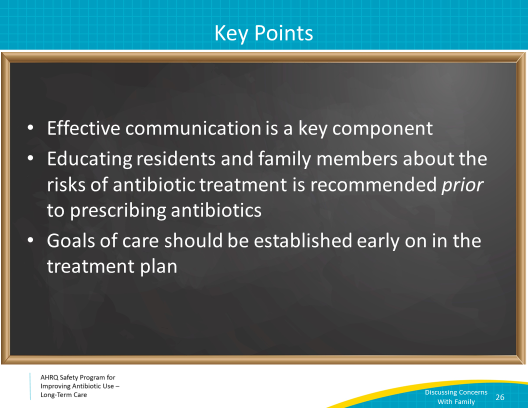 Key Points
• Effective communication is a key component
• Educating residents and family members about the
risks of antibiotic treatment is recommended prior
to prescribing antibiotics
• Goals of care should be established early on in the
treatment plan
AHRQ Safety Program for
Improving Antibiotic Use –
Long-Term Care
Discussing Concerns
With Family
26